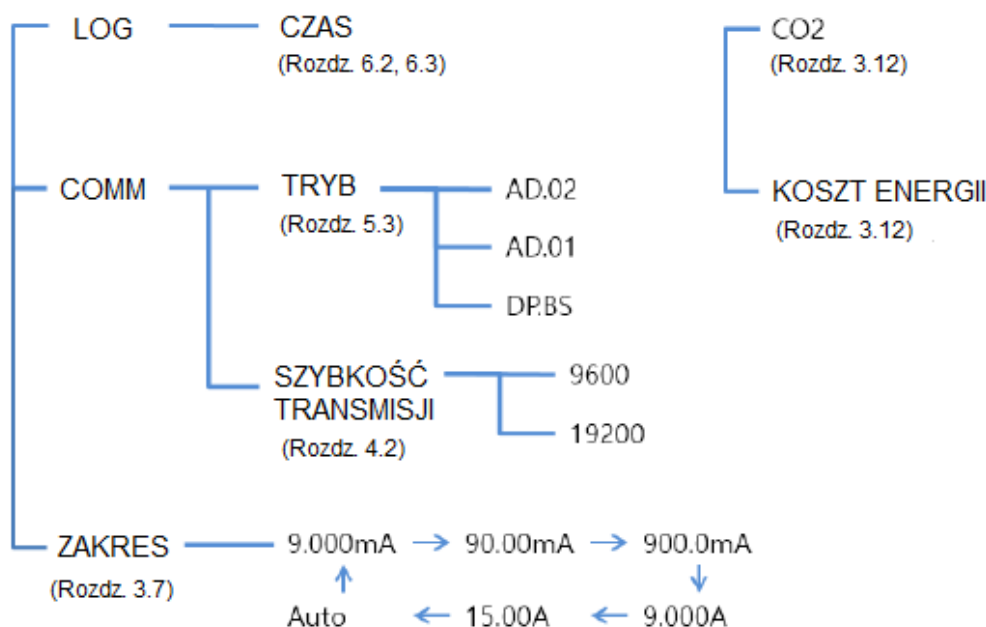 LOG
CZAS
(Rozdz. 6.2, 6.3)
CO2
(Rozdz. 3.12)
COMM
TRYB
(Rozdz. 5.3)
AD.02
AD.01
DP.BS
KOSZT ENERGII
(Rozdz. 3.12)
SZYBKOŚĆ
TRANSMISJI
(Rozdz. 4.2)
9600
19200
ZAKRES
(Rozdz. 3.7)
9.000mA → 90.00mA → 900.0mA
Auto ← 15.00A ← 9.000A